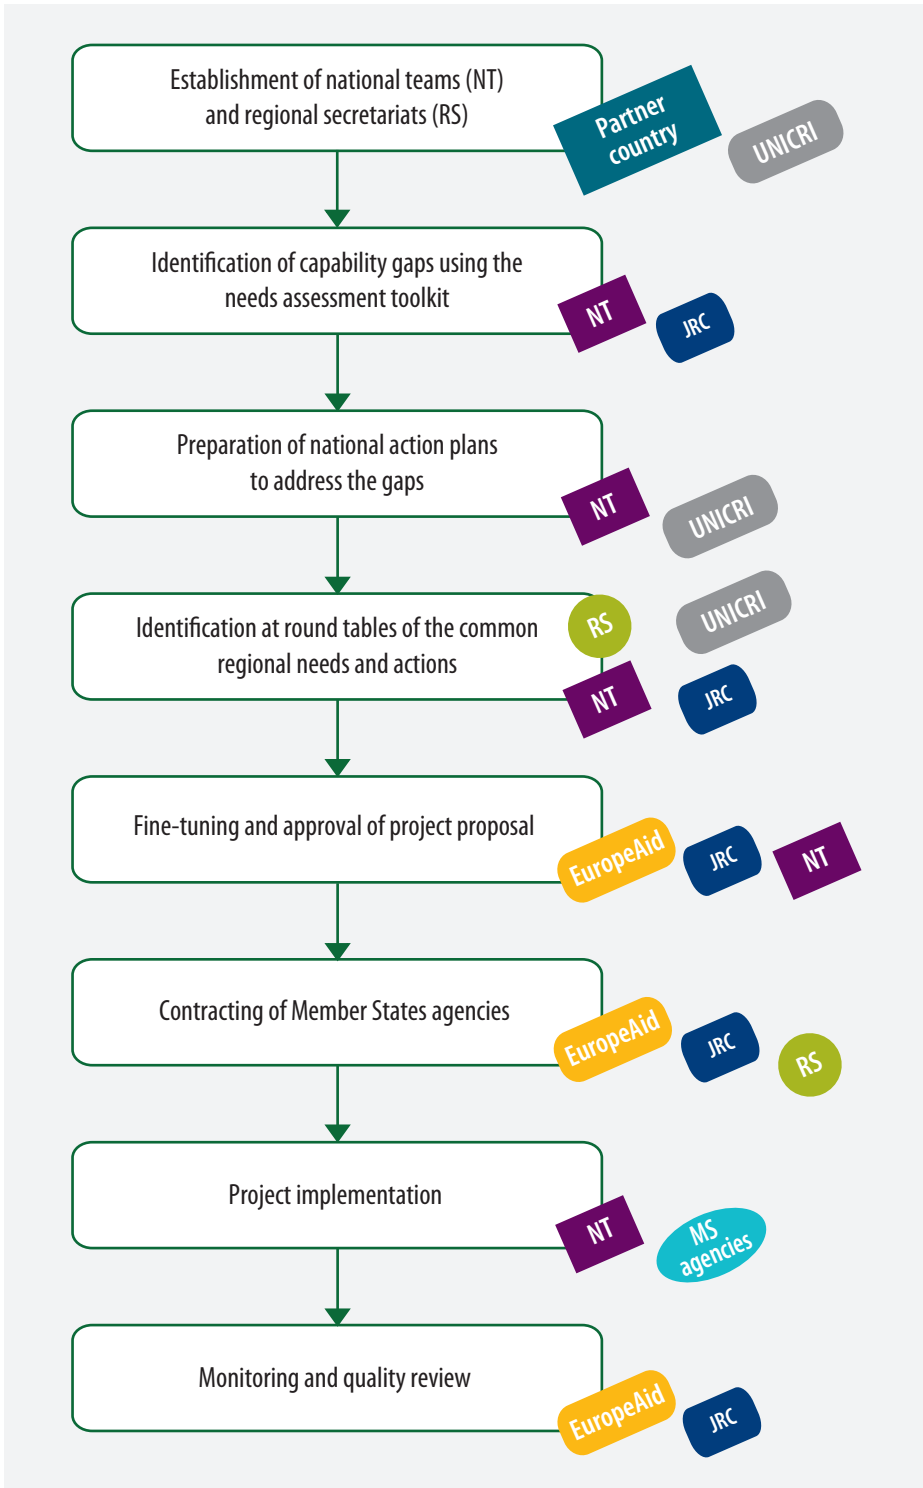 Establishment of national teams (NT)
and regional secretariats (RS)
Partner
country
UNICRI
Identification of capability gaps using the
needs assessment toolkit
NT
JRC
Preparation of national action plans
to address the gaps
NT
UNICRI
Identification at round tables of the common
regional needs and actions
RS
UNICRI
NT
JRC
Fine-tuning and approval of project proposal
EuropeAid
JRC
NT
Contracting of Member States agencies
EuropeAid
JRC
RS
Project implementation
NT
MS
agencies
Monitoring and quality review
EuropeAid
JRC